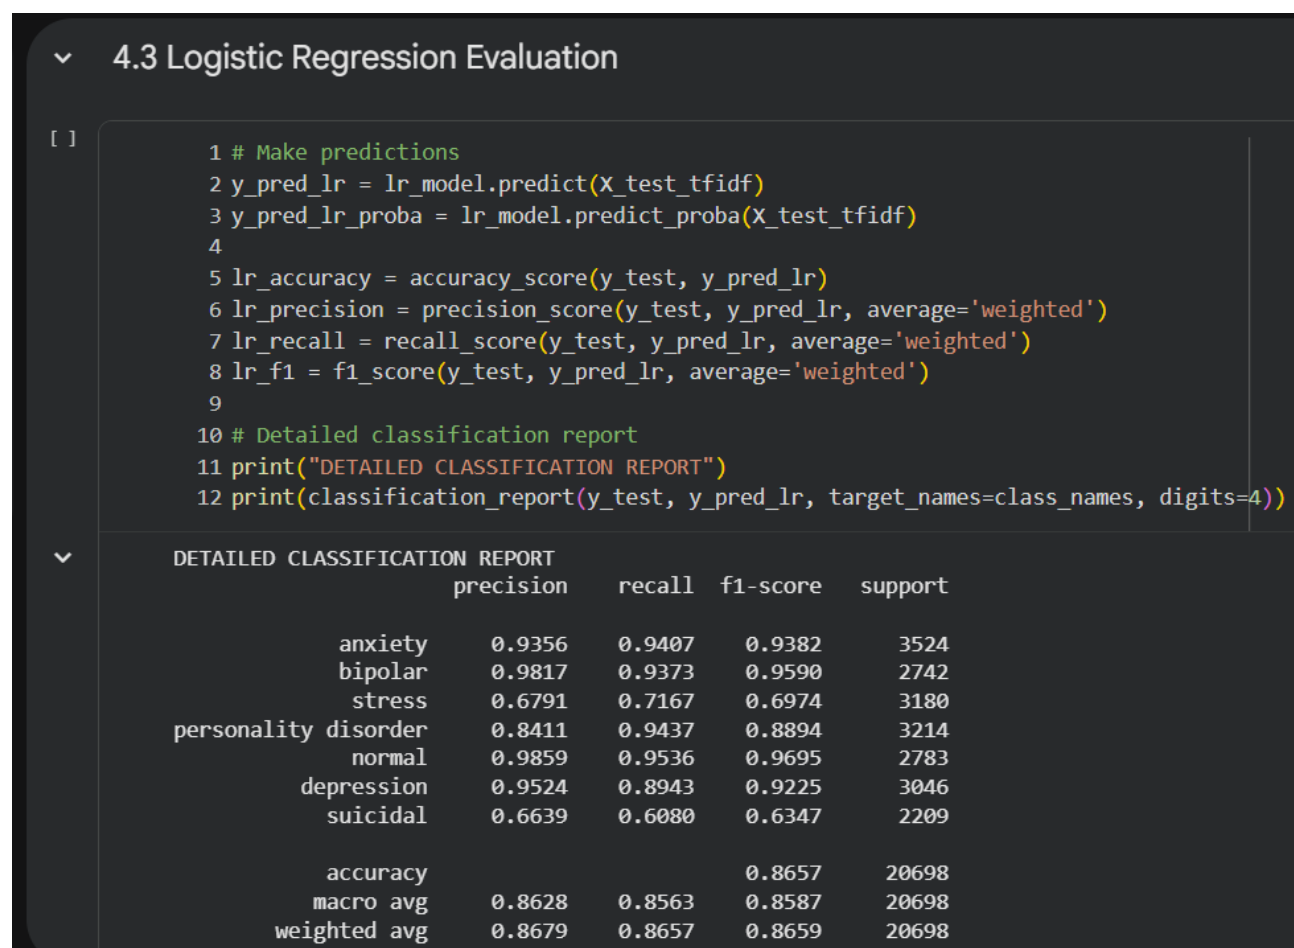 4.3 Logistic Regression Evaluation
[ ]
1 # Make predictions
2 y_pred_lr = lr_model.predict(X_test_tfidf)
3 y_pred_lr_proba = lr_model.predict_proba(X_test_tfidf)
4
5 lr_accuracy = accuracy_score(y_test, y_pred_lr)
6 lr_precision = precision_score(y_test, y_pred_lr, average='weighted')
7 lr_recall = recall_score(y_test, y_pred_lr, average='weighted')
8 lr_f1 = f1_score(y_test, y_pred_lr, average='weighted')
9
10 # Detailed classification report
11 print("DETAILED CLASSIFICATION REPORT")
12 print(classification_report(y_test, y_pred_lr, target_names=class_names, digits=4))
DETAILED CLASSIFICATION REPORT
precision recall f1-score support
anxiety 0.9356 0.9407 0.9382 3524
bipolar 0.9817 0.9373 0.9590 2742
stress 0.6791 0.7167 0.6974 3180
personality disorder 0.8411 0.9437 0.8894 3214
normal 0.9859 0.9536 0.9695 2783
depression 0.9524 0.8943 0.9225 3046
suicidal 0.6639 0.6080 0.6347 2209
accuracy 0.8657 20698
macro avg 0.8628 0.8563 0.8587 20698
weighted avg 0.8679 0.8657 0.8659 20698